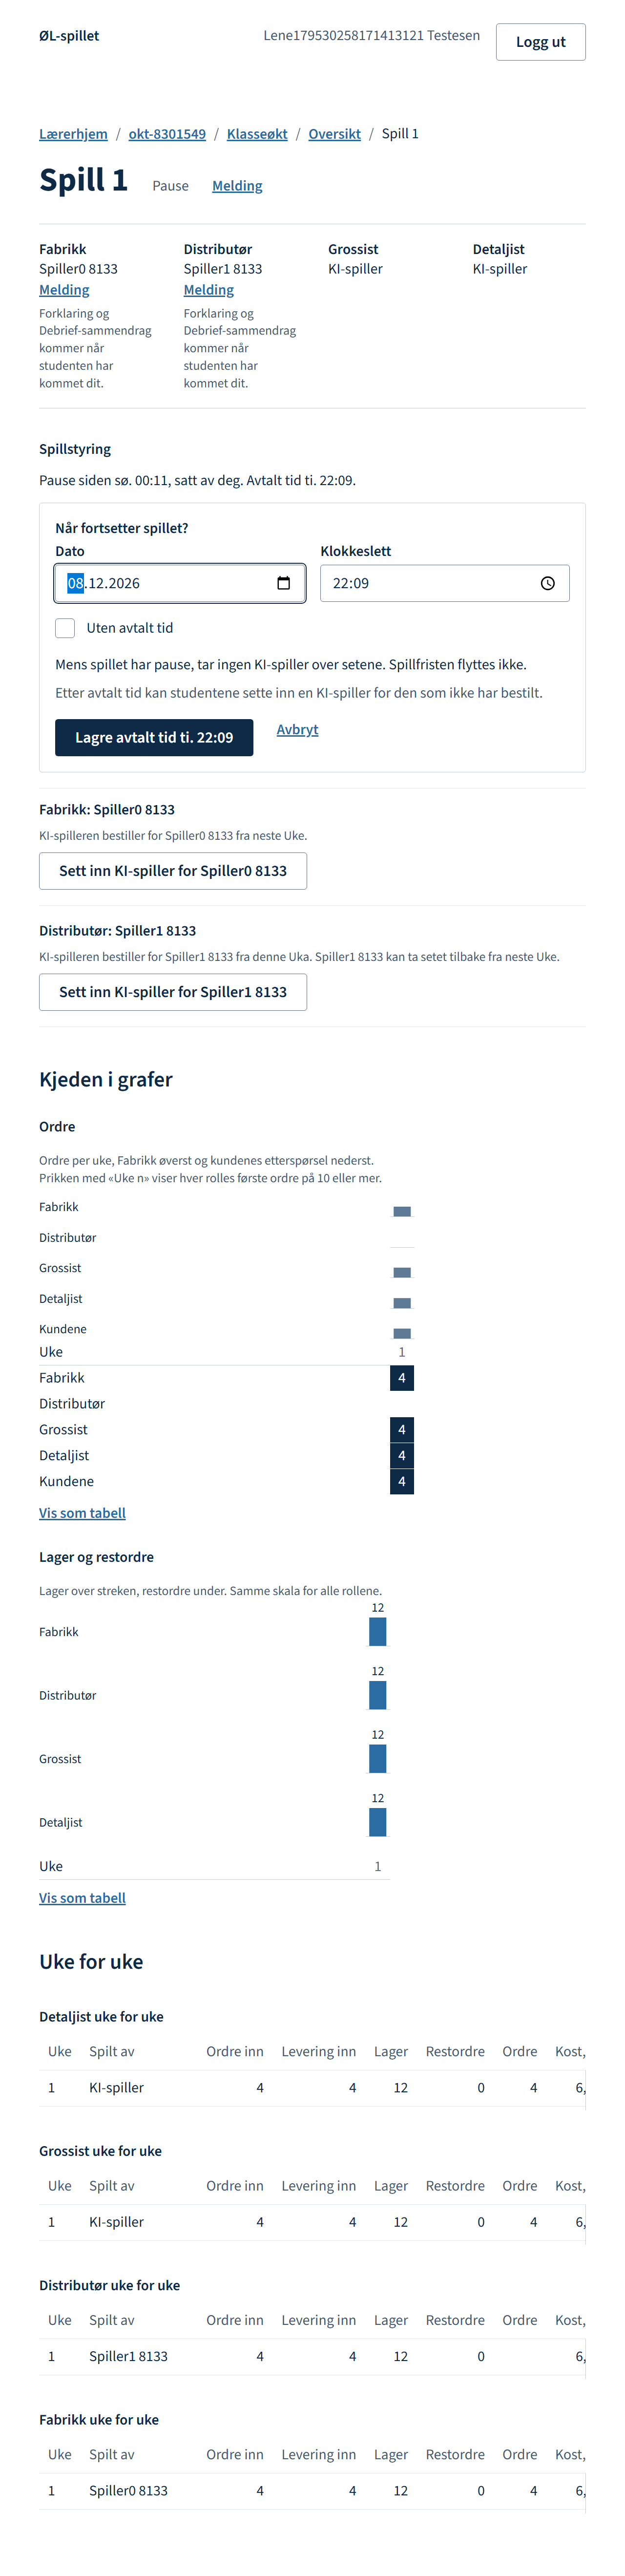 ØL-spillet
Lene179530258171413121 Testesen
Logg ut
Lærerhjem / okt-8301549 / Klasseøkt / Oversikt / Spill 1
Spill 1 Pause Melding
Fabrikk
Spiller0 8133
Melding
Forklaring og
Debrief-sammendrag
kommer når
studenten har
kommet dit.
Distributør
Spiller1 8133
Melding
Forklaring og
Debrief-sammendrag
kommer når
studenten har
kommet dit.
Grossist
KI-spiller
Detaljist
KI-spiller
Spillstyring
Pause siden sø. 00:11, satt av deg. Avtalt tid ti. 22:09.
Når fortsetter spillet?
Dato
08.12.2026
Klokkeslett
22:09
Uten avtalt tid
Mens spillet har pause, tar ingen KI-spiller over setene. Spillfristen flyttes ikke.
Etter avtalt tid kan studentene sette inn en KI-spiller for den som ikke har bestilt.
Lagre avtalt tid ti. 22:09
Avbryt
Fabrikk: Spiller0 8133
KI-spilleren bestiller for Spiller0 8133 fra neste Uke.
Sett inn KI-spiller for Spiller0 8133
Distributør: Spiller1 8133
KI-spilleren bestiller for Spiller1 8133 fra denne Uka. Spiller1 8133 kan ta setet tilbake fra neste Uke.
Sett inn KI-spiller for Spiller1 8133
Kjeden i grafer
Ordre
Ordre per uke, Fabrikk øverst og kundenes etterspørsel nederst.
Prikken med «Uke n» viser hver rolles første ordre på 10 eller mer.
Fabrikk
Distributør
Grossist
Detaljist
Kundene
Uke 1
Fabrikk 4
Distributør
Grossist 4
Detaljist 4
Kundene 4
Vis som tabell
Lager og restordre
Lager over streken, restordre under. Samme skala for alle rollene.
12
Fabrikk
12
Distributør
12
Grossist
12
Detaljist
Uke 1
Vis som tabell
Uke for uke
Detaljist uke for uke
Uke Spilt av Ordre inn Levering inn Lager Restordre Ordre Kost,
1 KI-spiller 4 4 12 0 4 6,
Grossist uke for uke
Uke Spilt av Ordre inn Levering inn Lager Restordre Ordre Kost,
1 KI-spiller 4 4 12 0 4 6,
Distributør uke for uke
Uke Spilt av Ordre inn Levering inn Lager Restordre Ordre Kost,
1 Spiller1 8133 4 4 12 0 6,
Fabrikk uke for uke
Uke Spilt av Ordre inn Levering inn Lager Restordre Ordre Kost,
1 Spiller0 8133 4 4 12 0 4 6,